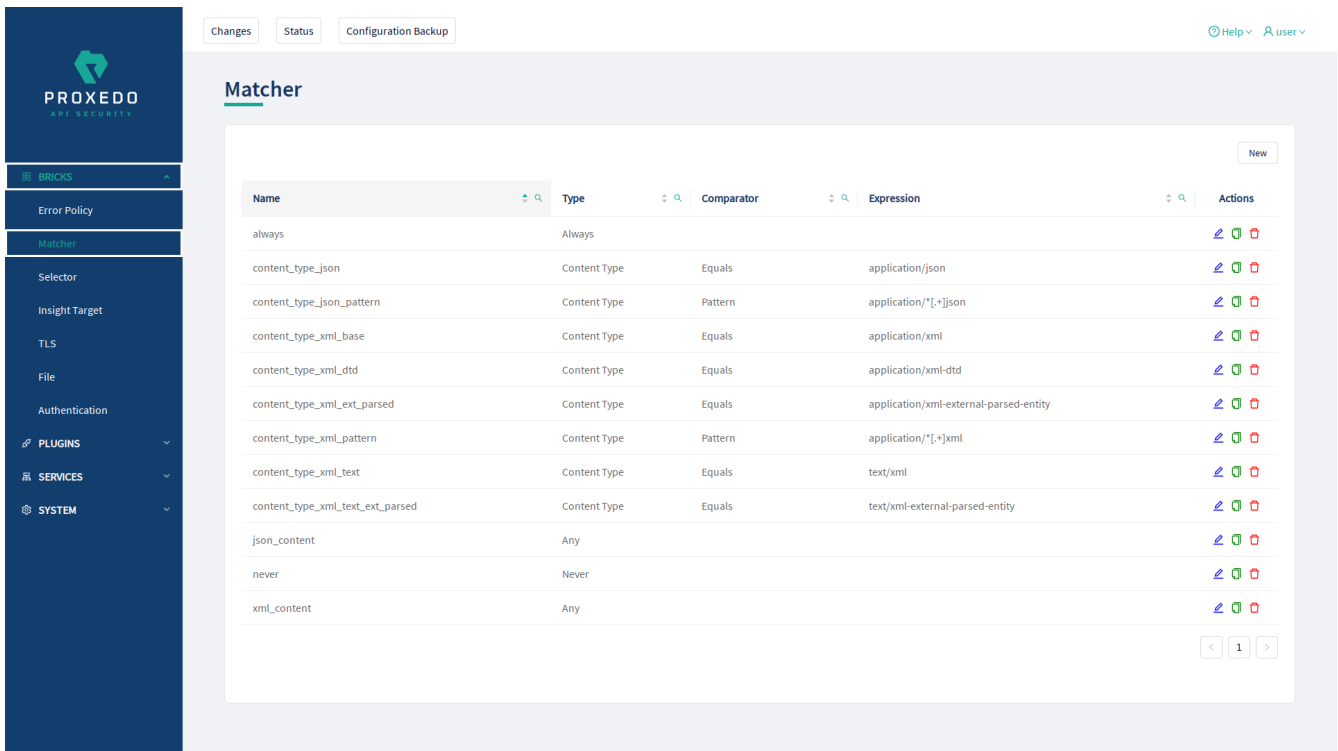 Changes Status Configuration Backup Help user
PROXEDO
API SECURITY
Matcher
New
BRICKS
Error Policy
Matcher
Selector
Insight Target
TLS
File
Authentication
PLUGINS
SERVICES
SYSTEM
Name Type Comparator Expression Actions
always Always
content_type_json Content Type Equals application/json
content_type_json_pattern Content Type Pattern application/*[.+]json
content_type_xml_base Content Type Equals application/xml
content_type_xml_dtd Content Type Equals application/xml-dtd
content_type_xml_ext_parsed Content Type Equals application/xml-external-parsed-entity
content_type_xml_pattern Content Type Pattern application/*[.+]xml
content_type_xml_text Content Type Equals text/xml
content_type_xml_text_ext_parsed Content Type Equals text/xml-external-parsed-entity
json_content Any
never Never
xml_content Any
< 1 >